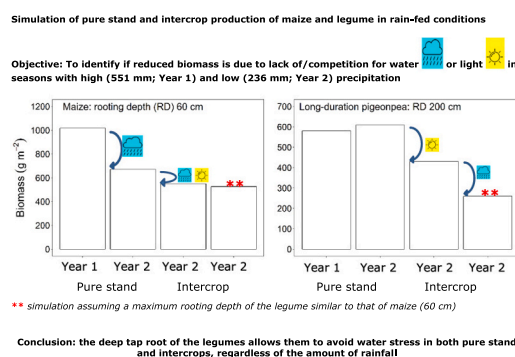 Simulation of pure stand and intercrop production of maize and legume in rain-fed conditions
Objective: To identify if reduced biomass is due to lack of/competition for water or light in
seasons with high (551 mm; Year 1) and low (236 mm; Year 2) precipitation
Maize: rooting depth (RD) 60 cm
Biomass (g m⁻²)
1200
1000
800
600
400
200
0
**
Year 1 Year 2 Year 2 Year 2
Pure stand Intercrop
Long-duration pigeonpea: RD 200 cm
700
600
500
400
300
200
100
0
**
Year 1 Year 2 Year 2 Year 2
Pure stand Intercrop
** simulation assuming a maximum rooting depth of the legume similar to that of maize (60 cm)
Conclusion: the deep tap root of the legumes allows them to avoid water stress in both pure stand
and intercrops, regardless of the amount of rainfall